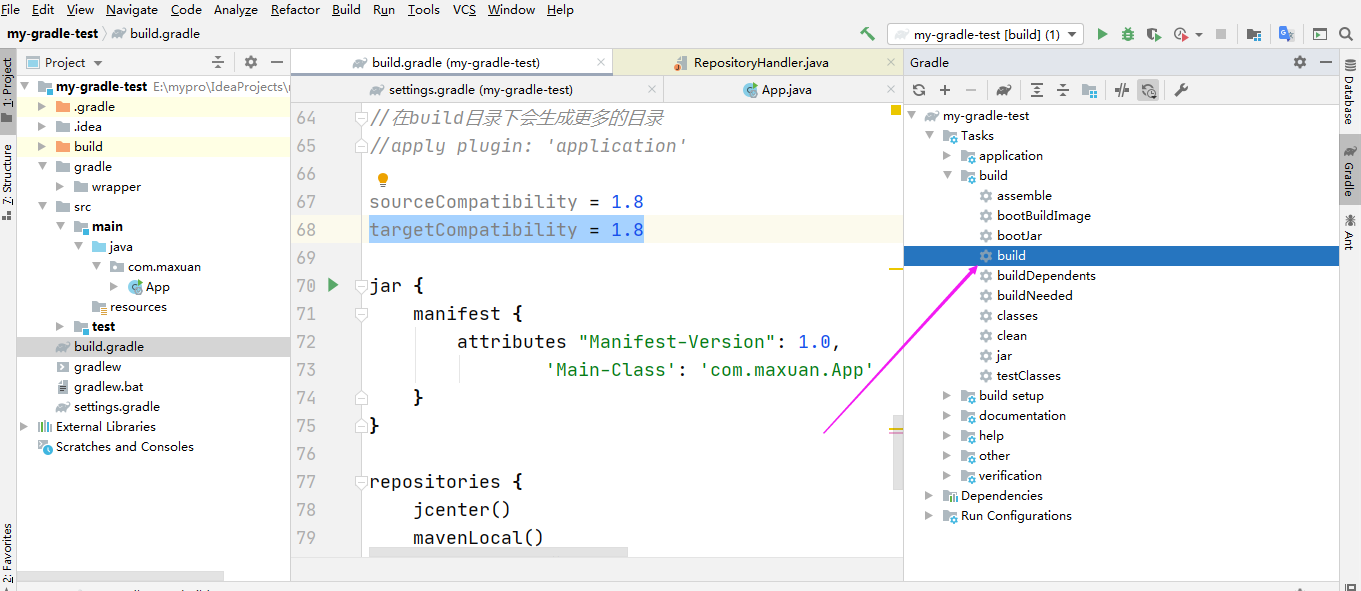 File Edit View Navigate Code Analyze Refactor Build Run Tools VCS Window Help
my-gradle-test build.gradle
my-gradle-test [build] (1)
1: Project
7: Structure
2: Favorites
Project
my-gradle-test E:\mypro\IdeaProjects\
.gradle
.idea
build
gradle
wrapper
src
main
java
com.maxuan
App
resources
test
build.gradle
gradlew
gradlew.bat
settings.gradle
External Libraries
Scratches and Consoles
build.gradle (my-gradle-test)
RepositoryHandler.java
settings.gradle (my-gradle-test)
App.java
64 //在build目录下会生成更多的目录
65 //apply plugin: 'application'
66
67 sourceCompatibility = 1.8
68 targetCompatibility = 1.8
69
70 jar {
71 manifest {
72 attributes "Manifest-Version": 1.0,
73 'Main-Class': 'com.maxuan.App'
74 }
75 }
76
77 repositories {
78 jcenter()
79 mavenLocal()
Gradle
my-gradle-test
Tasks
application
build
assemble
bootBuildImage
bootJar
build
buildDependents
buildNeeded
classes
clean
jar
testClasses
build setup
documentation
help
other
verification
Dependencies
Run Configurations
Database
Gradle
Ant